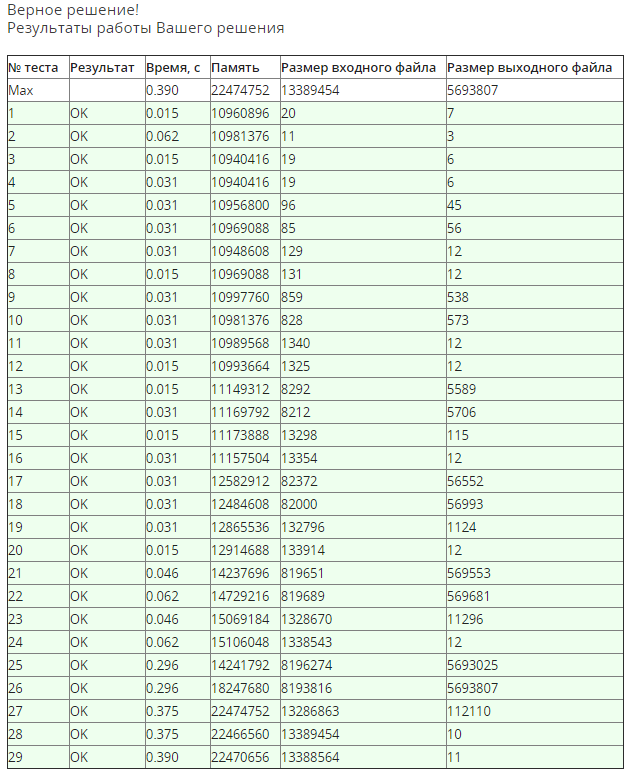 Верное решение!
Результаты работы Вашего решения
№ теста Результат Время, с Память Размер входного файла Размер выходного файла
Max 0.390 22474752 13389454 5693807
1 OK 0.015 10960896 20 7
2 OK 0.062 10981376 11 3
3 OK 0.015 10940416 19 6
4 OK 0.031 10940416 19 6
5 OK 0.031 10956800 96 45
6 OK 0.031 10969088 85 56
7 OK 0.031 10948608 129 12
8 OK 0.015 10969088 131 12
9 OK 0.031 10997760 859 538
10 OK 0.031 10981376 828 573
11 OK 0.031 10989568 1340 12
12 OK 0.015 10993664 1325 12
13 OK 0.015 11149312 8292 5589
14 OK 0.031 11169792 8212 5706
15 OK 0.015 11173888 13298 115
16 OK 0.031 11157504 13354 12
17 OK 0.031 12582912 82372 56552
18 OK 0.031 12484608 82000 56993
19 OK 0.031 12865536 132796 1124
20 OK 0.015 12914688 133914 12
21 OK 0.046 14237696 819651 569553
22 OK 0.062 14729216 819689 569681
23 OK 0.046 15069184 1328670 11296
24 OK 0.062 15106048 1338543 12
25 OK 0.296 14241792 8196274 5693025
26 OK 0.296 18247680 8193816 5693807
27 OK 0.375 22474752 13286863 112110
28 OK 0.375 22466560 13389454 10
29 OK 0.390 22470656 13388564 11